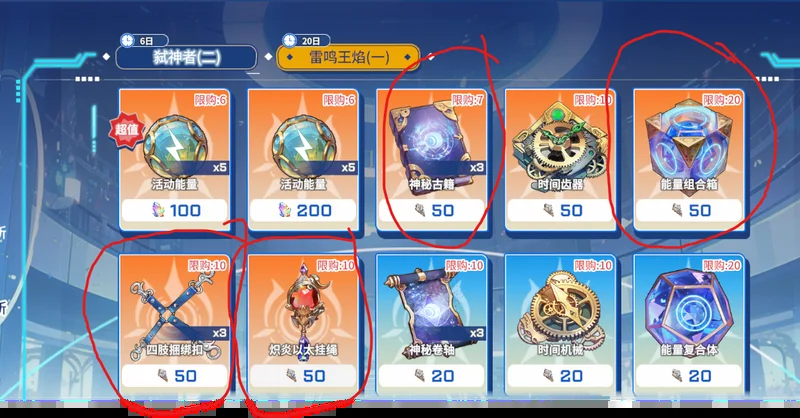 6日
20日
弑神者(二)
雷鸣王焰(一)
限购:6
限购:6
限购:7
限购:10
限购:20
超值
x5
x5
x3
活动能量
活动能量
神秘古籍
时间齿器
能量组合箱
100
200
50
50
50
限购:10
限购:10
限购:10
限购:10
限购:20
x3
x3
四肢捆绑扣
炽炎以太挂绳
神秘卷轴
时间机械
能量复合体
50
50
20
20
20